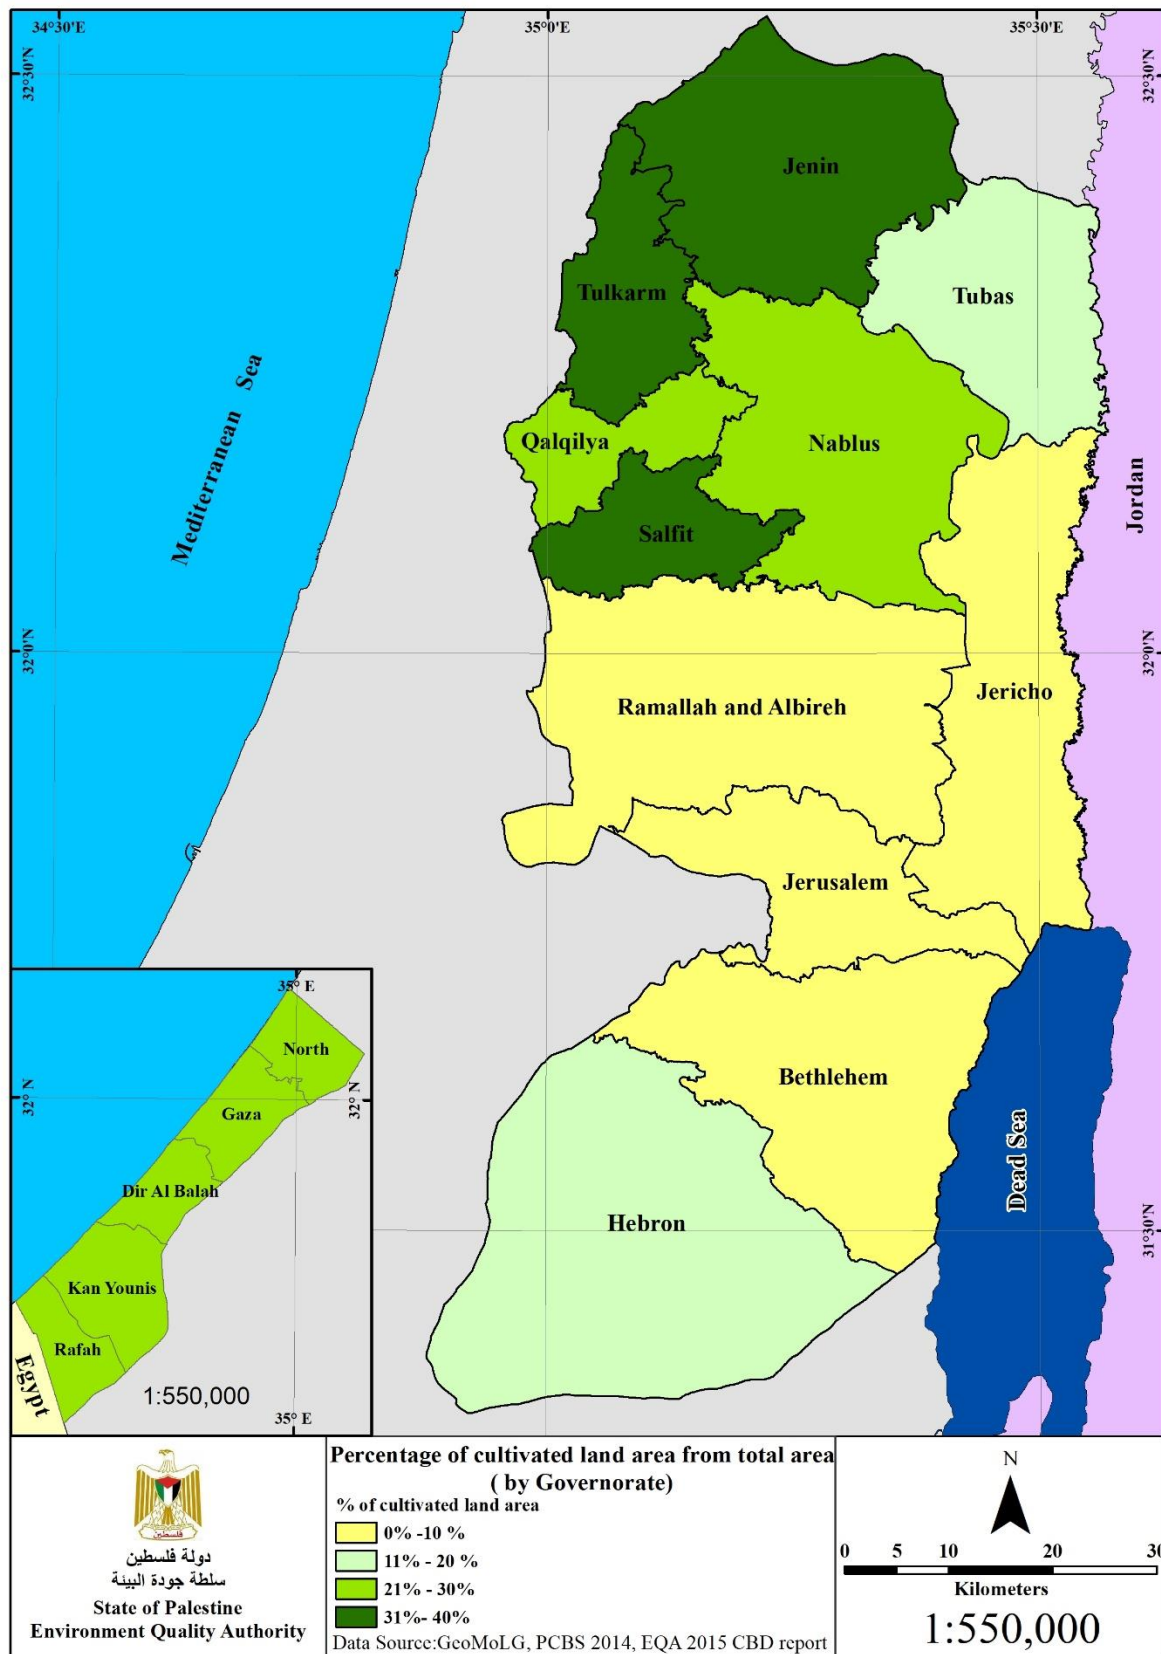 34°30'E
35°0'E
35°30'E
32°30'N
32°30'N
Jenin
Tulkarm
Tubas
Mediterranean Sea
Qalqilya
Nablus
Jordan
Salfit
32°0'N
32°0'N
Ramallah and Albireh
Jericho
Jerusalem
35° E
North
Bethlehem
32° N
32° N
Gaza
Dead Sea
Dir Al Balah
Hebron
31°30'N
Kan Younis
Rafah
Egypt
1:550,000
35° E
دولة فلسطين
سلطة جودة البيئة
State of Palestine
Environment Quality Authority
Percentage of cultivated land area from total area
( by Governorate)
% of cultivated land area
0% -10 %
11% - 20 %
21% - 30%
31%- 40%
Data Source:GeoMoLG, PCBS 2014, EQA 2015 CBD report
N
0 5 10 20 30
Kilometers
1:550,000
فلسطين